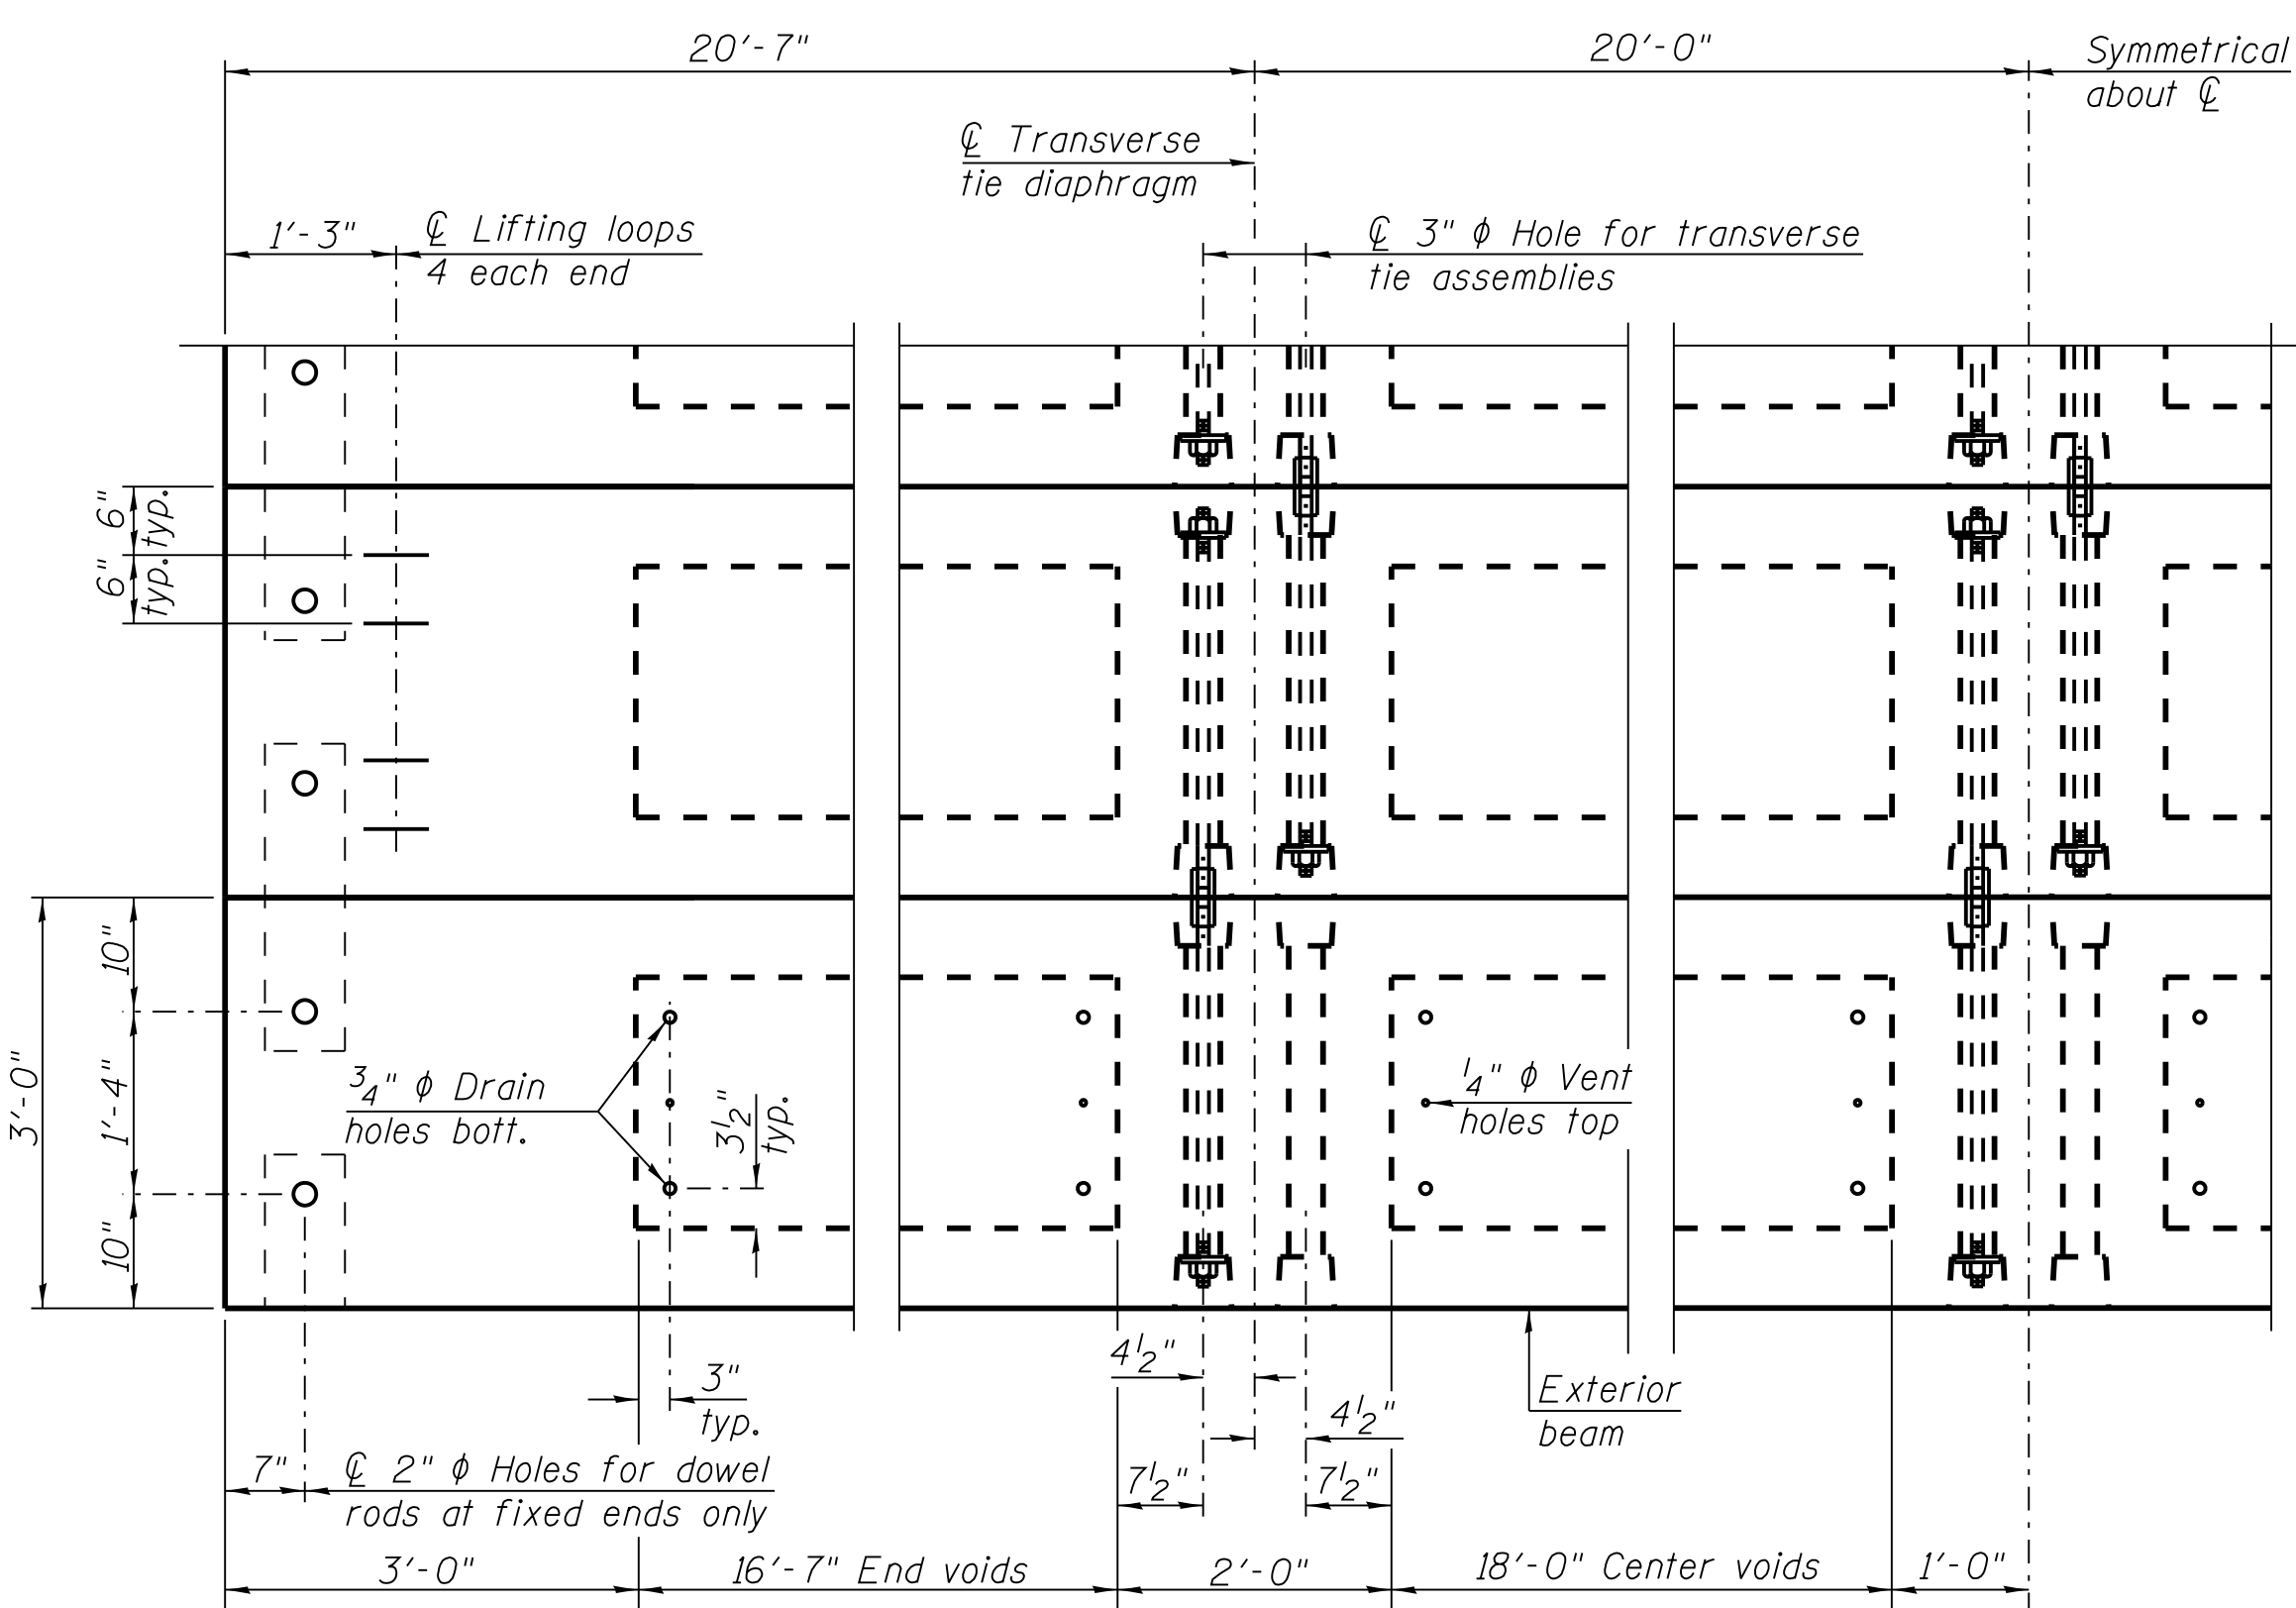 20'-7"
20'-0"
Symmetrical
about ℄
℄ Transverse
tie diaphragm
1'-3"
℄ Lifting loops
4 each end
℄ 3" ϕ Hole for transverse
tie assemblies
6"
typ.
6"
typ.
10"
1'-4"
10"
3'-0"
3/4" ϕ Drain
holes bott.
3 1/2"
typ.
1/4" ϕ Vent
holes top
4 1/2"
3"
typ.
4 1/2"
Exterior
beam
7"
℄ 2" ϕ Holes for dowel
rods at fixed ends only
7 1/2"
7 1/2"
3'-0"
16'-7" End voids
2'-0"
18'-0" Center voids
1'-0"